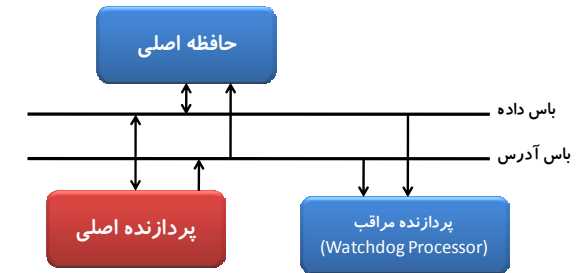 حافظه اصلی
باس داده
باس آدرس
پردازنده اصلی
پردازنده مراقب
(Watchdog Processor)